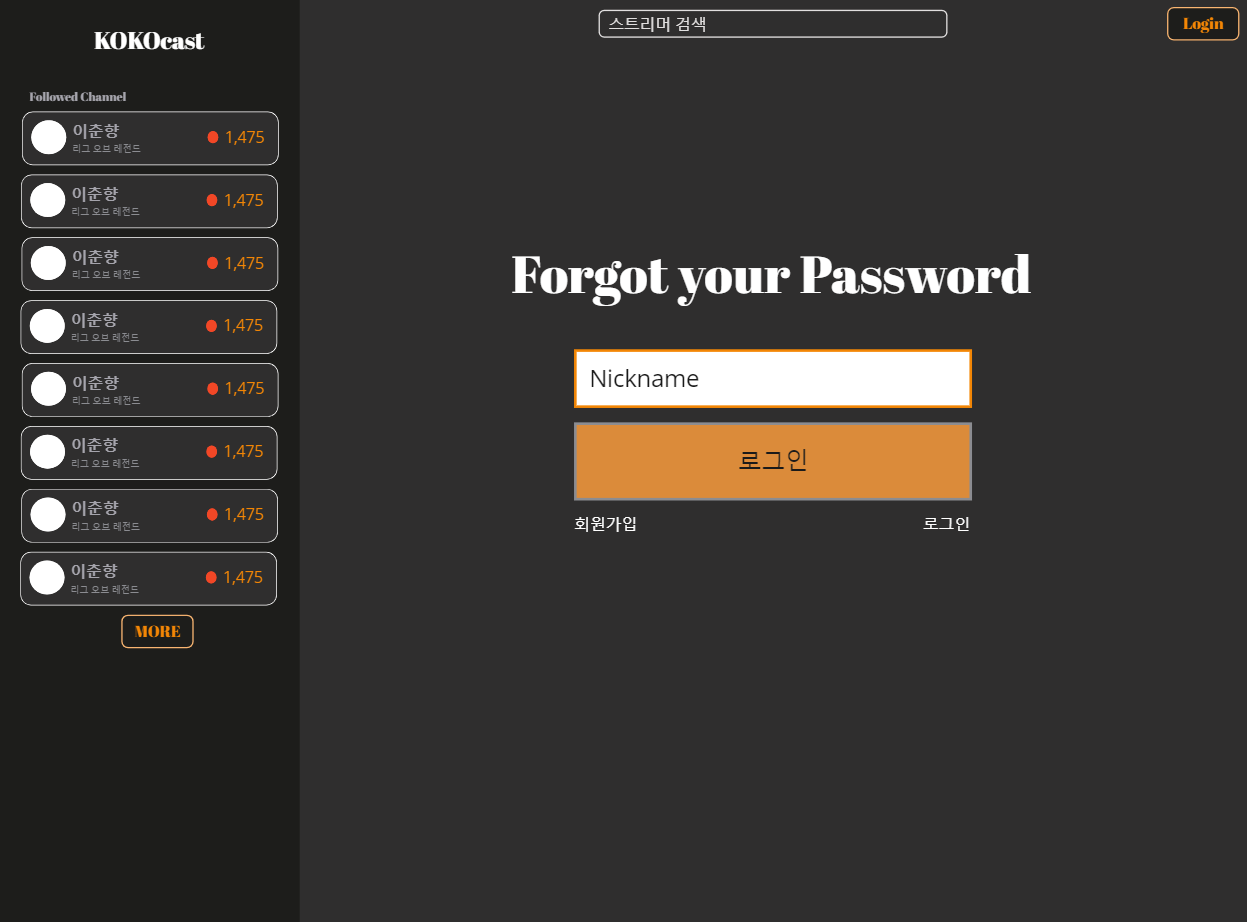 KOKOcast
스트리머 검색
Login
Followed Channel
이춘향
리그 오브 레전드
1,475
이춘향
리그 오브 레전드
1,475
이춘향
리그 오브 레전드
1,475
이춘향
리그 오브 레전드
1,475
이춘향
리그 오브 레전드
1,475
이춘향
리그 오브 레전드
1,475
이춘향
리그 오브 레전드
1,475
이춘향
리그 오브 레전드
1,475
MORE
Forgot your Password
Nickname
로그인
회원가입
로그인